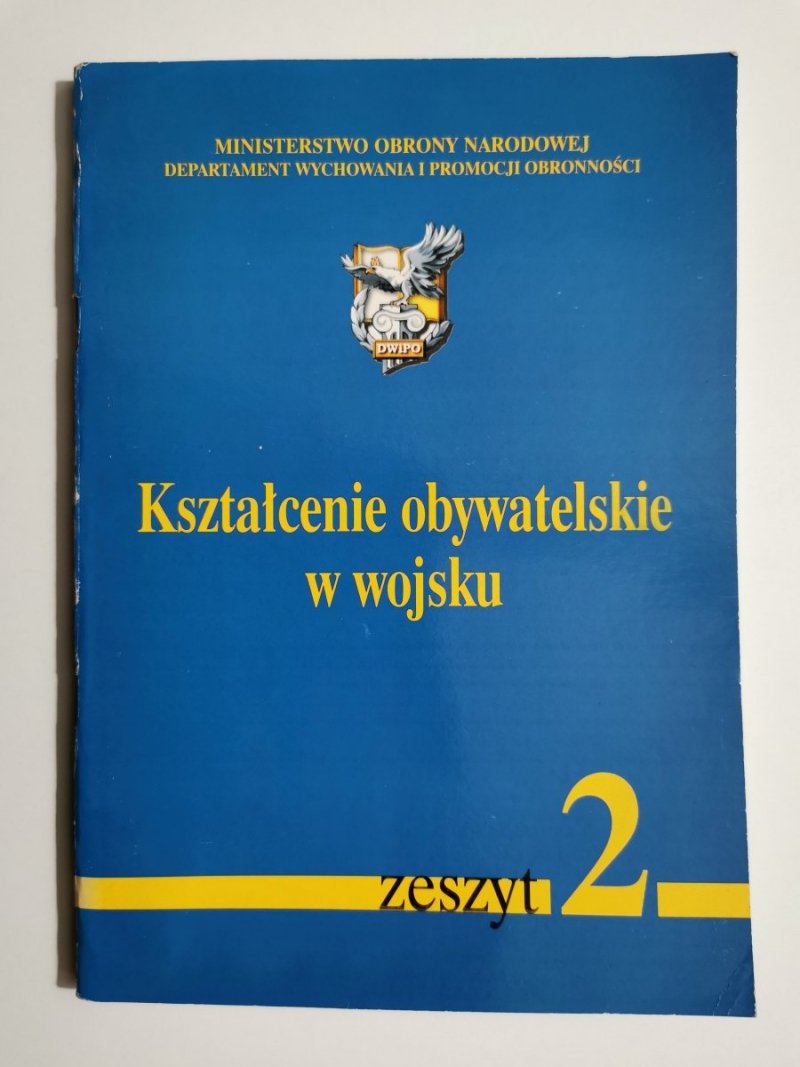 MINISTERSTWO OBRONY NARODOWEJ
DEPARTAMENT WYCHOWANIA I PROMOCJI OBRONNOŚCI
DWiPO
Kształcenie obywatelskie
w wojsku
zeszyt 2